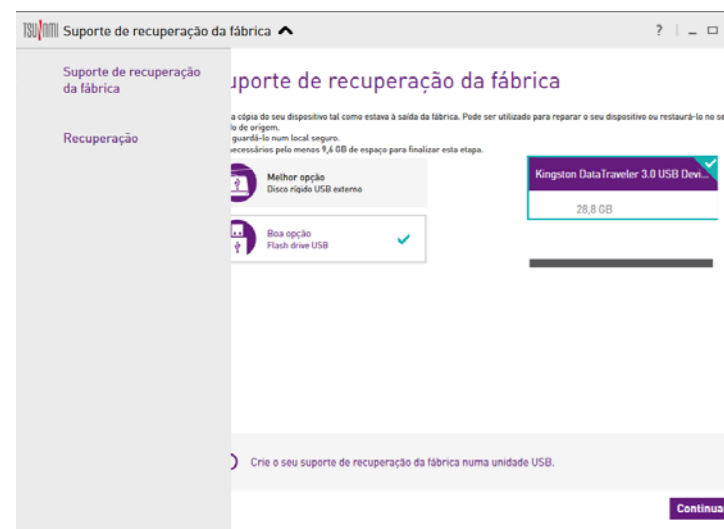 TSUNAMI Suporte de recuperação da fábrica
?
Suporte de recuperação
da fábrica
Recuperação
uporte de recuperação da fábrica
a cópia do seu dispositivo tal como estava à saída da fábrica. Pode ser utilizado para reparar o seu dispositivo ou restaurá-lo no se
do de origem.
guardá-lo num local seguro.
necessários pelo menos 9,6 GB de espaço para finalizar esta etapa.
Melhor opção
Disco rígido USB externo
Boa opção
Flash drive USB
Kingston DataTraveler 3.0 USB Devi...
28,8 GB
Crie o seu suporte de recuperação da fábrica numa unidade USB.
Continua